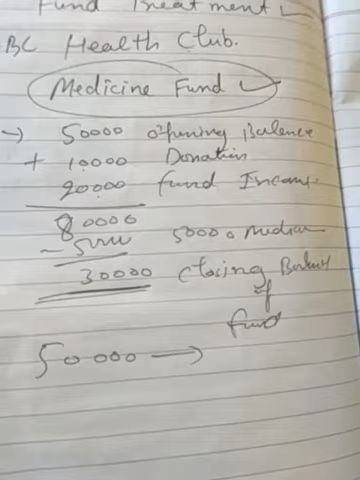 Fund Treatment
BC Health Club.
Medicine Fund
→ 50000 opening Balance
+ 10000 Donation
20000 fund Income.
80000
- 50000 50000 medicine
30000 Closing
of
fund
50000 →